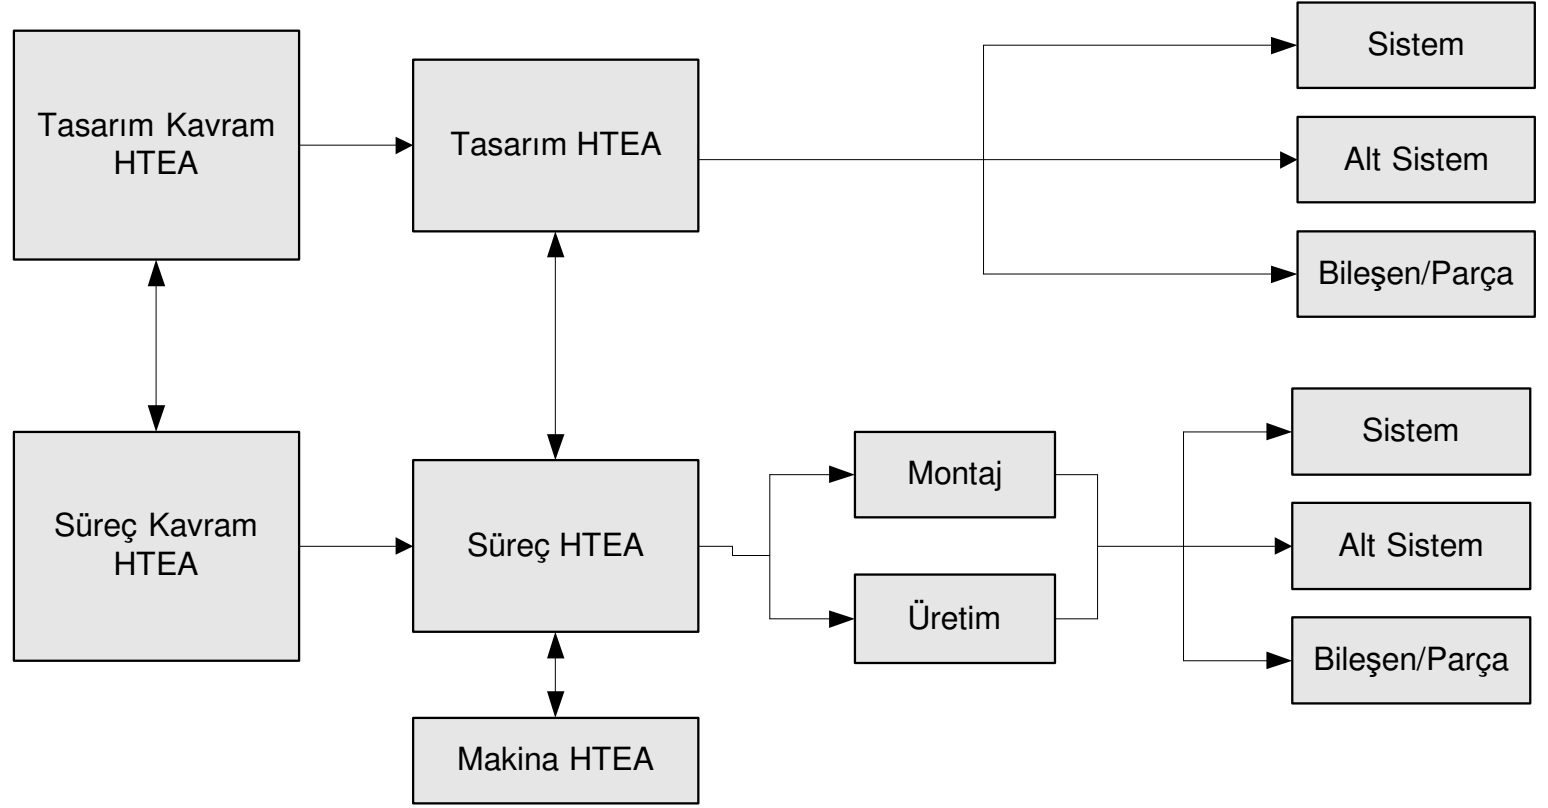 Tasarım Kavram
HTEA
Tasarım HTEA
Sistem
Alt Sistem
Bileşen/Parça
Süreç Kavram
HTEA
Süreç HTEA
Montaj
Üretim
Sistem
Alt Sistem
Bileşen/Parça
Makina HTEA